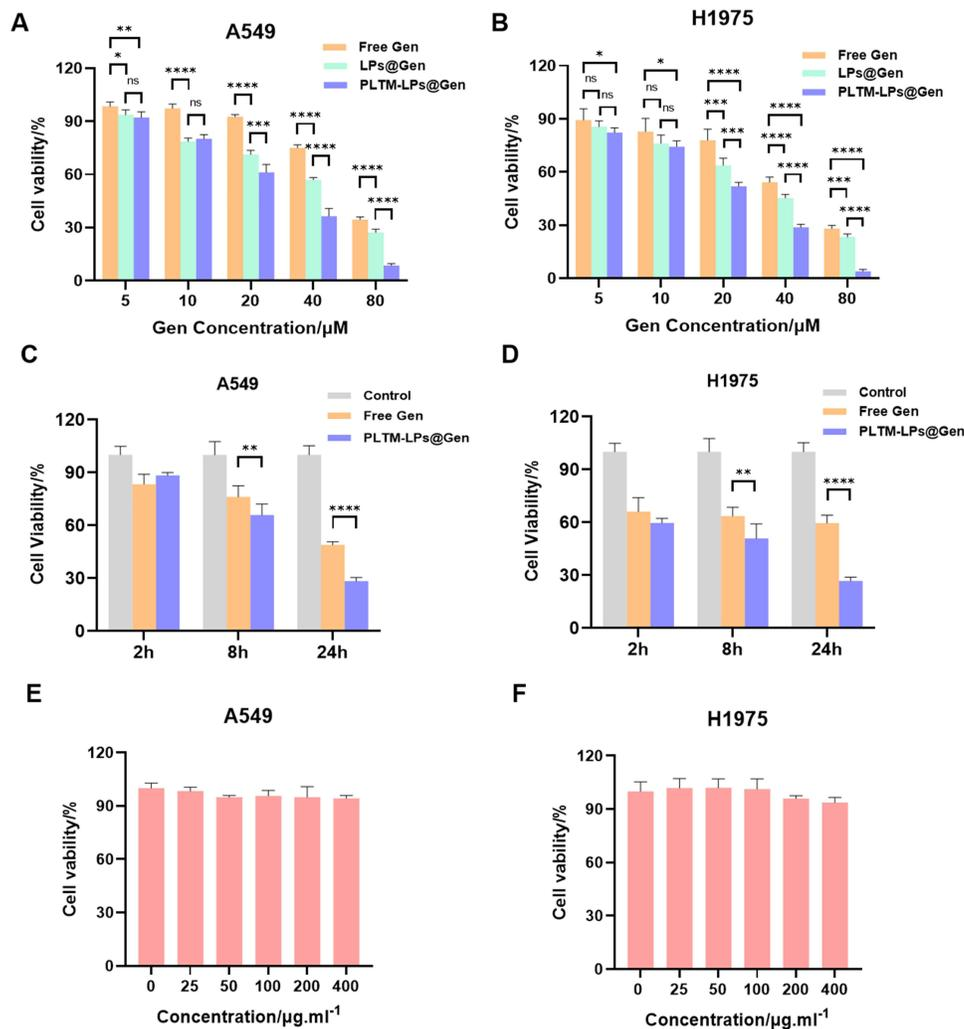 A
A549
Free Gen
LPs@Gen
PLTM-LPs@Gen
Cell vability/%
120
90
60
30
0
**
*
ns
****
ns
****
***
****
****
****
****
5 10 20 40 80
Gen Concentration/μM
B
H1975
Free Gen
LPs@Gen
PLTM-LPs@Gen
Cell vability/%
120
90
60
30
0
*
ns
ns
*
ns
ns
****
***
***
****
****
****
****
***
****
5 10 20 40 80
Gen Concentration/μM
C
A549
Control
Free Gen
PLTM-LPs@Gen
Cell Viability/%
120
90
60
30
0
**
****
2h 8h 24h
D
H1975
Control
Free Gen
PLTM-LPs@Gen
Cell Viability/%
120
90
60
30
0
**
****
2h 8h 24h
E
A549
Cell vability/%
120
90
60
30
0
0 25 50 100 200 400
Concentration/μg.ml⁻¹
F
H1975
Cell vability/%
120
90
60
30
0
0 25 50 100 200 400
Concentration/μg.ml⁻¹